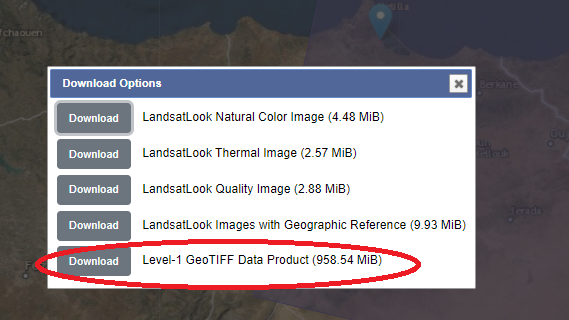 Download Options
Download LandsatLook Natural Color Image (4.48 MiB)
Download LandsatLook Thermal Image (2.57 MiB)
Download LandsatLook Quality Image (2.88 MiB)
Download LandsatLook Images with Geographic Reference (9.93 MiB)
Download Level-1 GeoTIFF Data Product (958.54 MiB)
Berkane